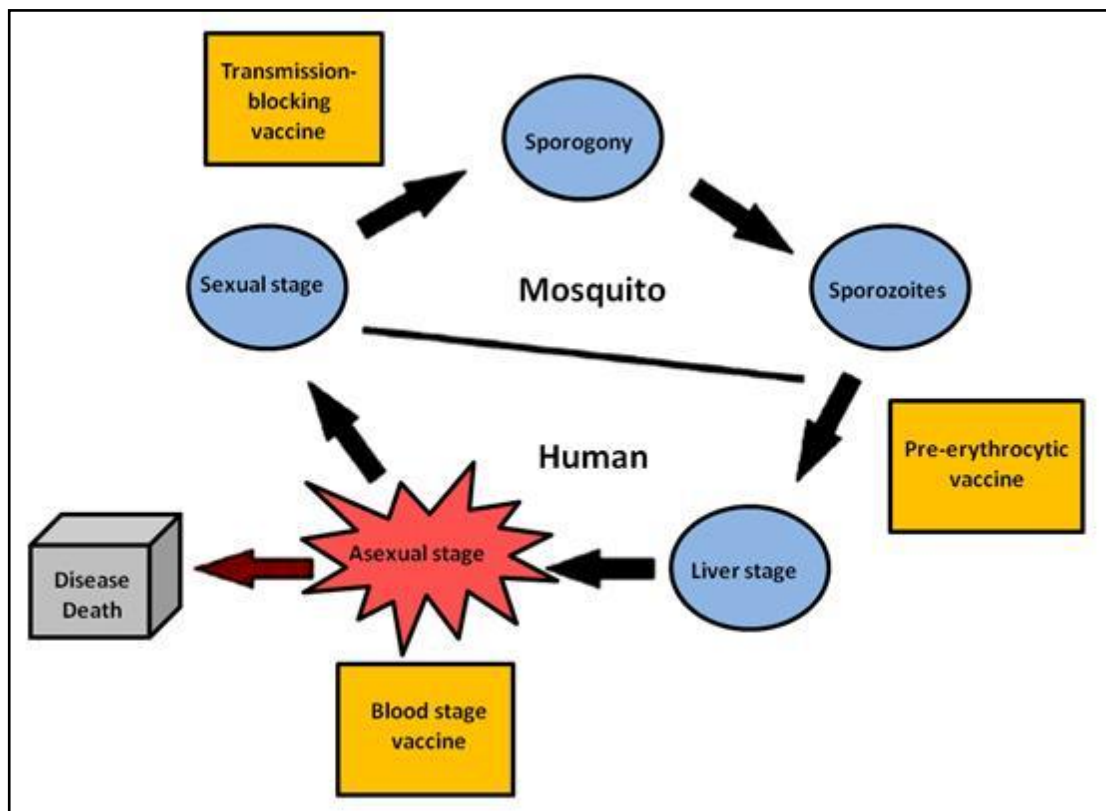 Transmission-
blocking
vaccine
Sporogony
Sexual stage
Mosquito
Sporozoites
Human
Pre-erythrocytic
vaccine
Asexual stage
Liver stage
Disease
Death
Blood stage
vaccine